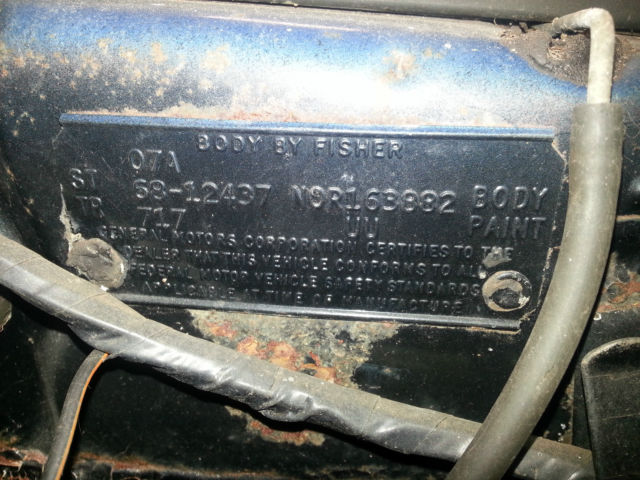 BODY BY FISHER
07A
ST 68-12437 NOR163882 BODY
TR 717 UU PAINT
GENERAL MOTORS CORPORATION CERTIFIES TO THE
DEALER THAT THIS VEHICLE CONFORMS TO ALL
FEDERAL MOTOR VEHICLE SAFETY STANDARDS
APPLICABLE AT TIME OF MANUFACTURE